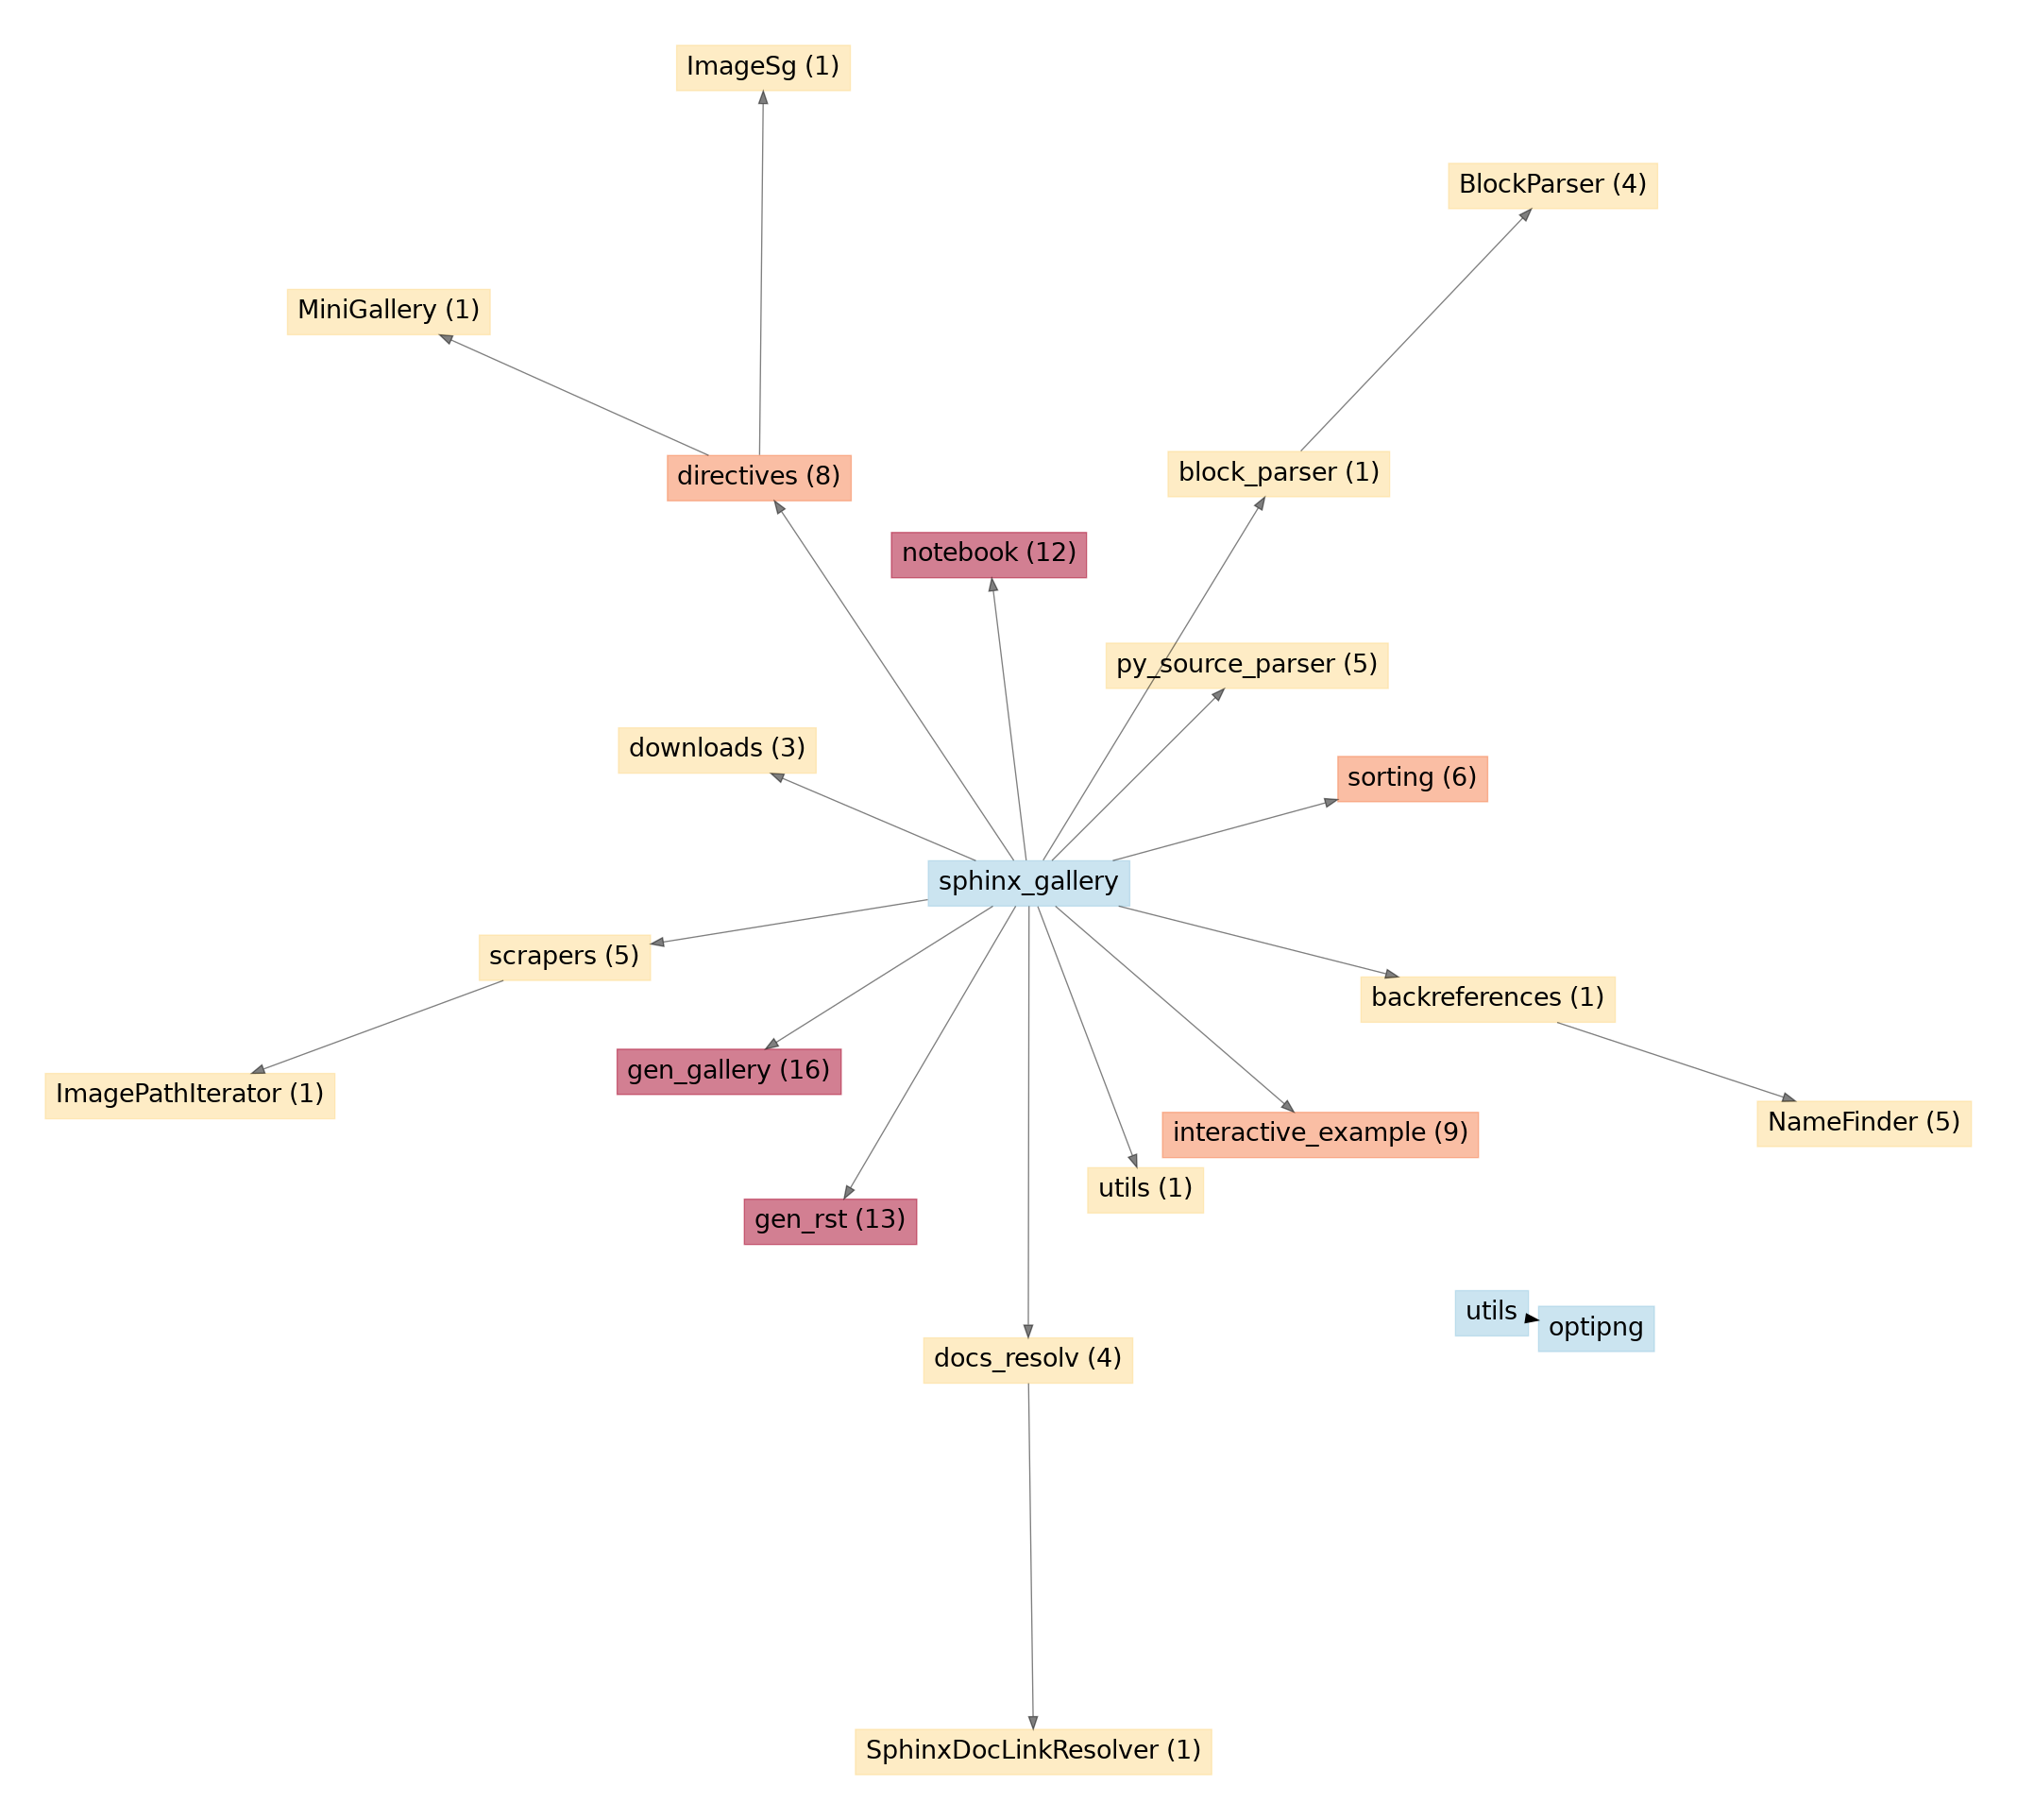 ImageSg (1)
BlockParser (4)
MiniGallery (1)
directives (8)
block_parser (1)
notebook (12)
py_source_parser (5)
downloads (3)
sorting (6)
sphinx_gallery
scrapers (5)
backreferences (1)
gen_gallery (16)
ImagePathIterator (1)
NameFinder (5)
interactive_example (9)
utils (1)
gen_rst (13)
utils
optipng
docs_resolv (4)
SphinxDocLinkResolver (1)